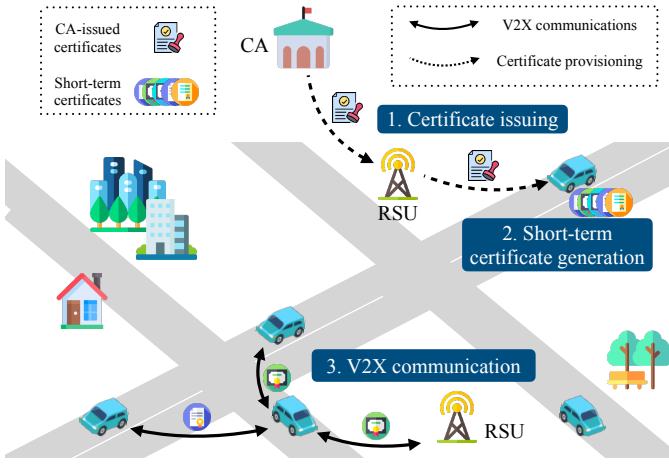 CA-issued
certificates
Short-term
certificates
CA
V2X communications
Certificate provisioning
1. Certificate issuing
RSU
2. Short-term
certificate generation
3. V2X communication
RSU